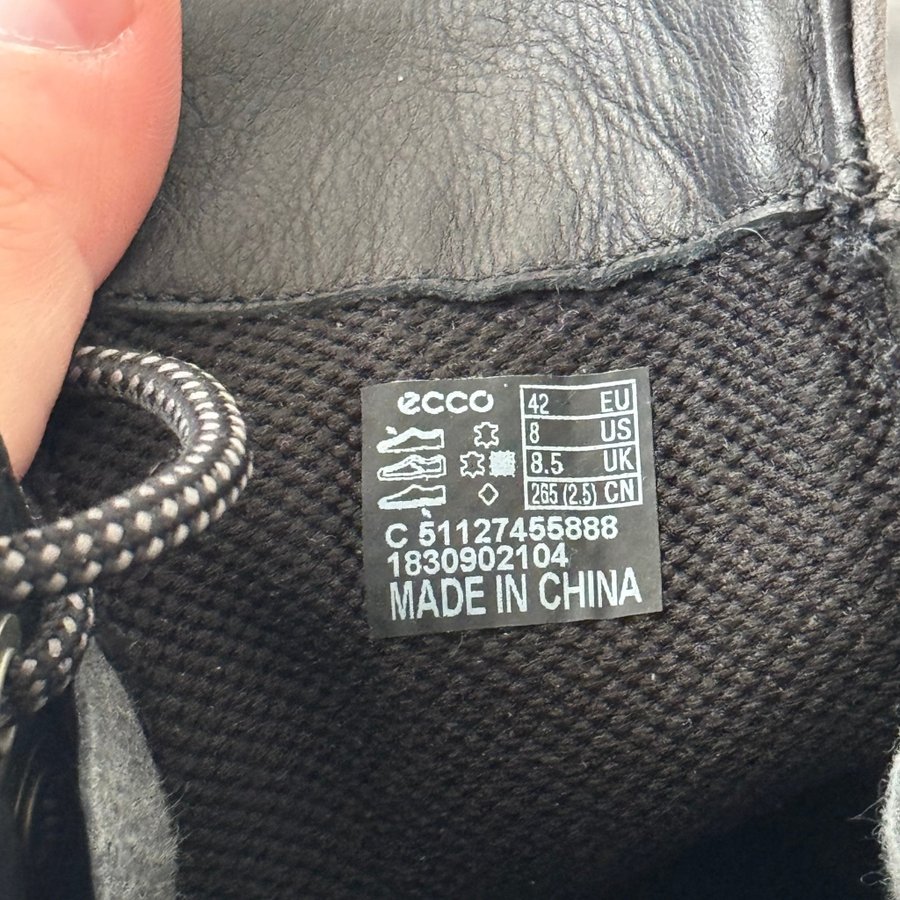 ecco
42 EU
8 US
8.5 UK
265 (2.5) CN
C 51127455888
1830902104
MADE IN CHINA